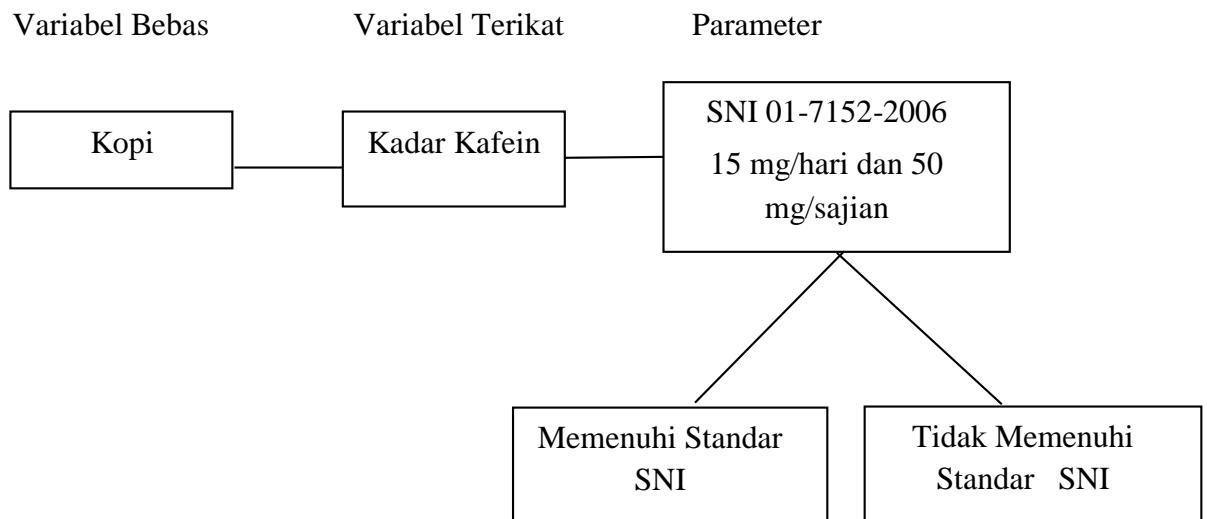 Variabel Bebas Variabel Terikat Parameter
Kopi
Kadar Kafein
SNI 01-7152-2006
15 mg/hari dan 50
mg/sajian
Memenuhi Standar
SNI
Tidak Memenuhi
Standar SNI